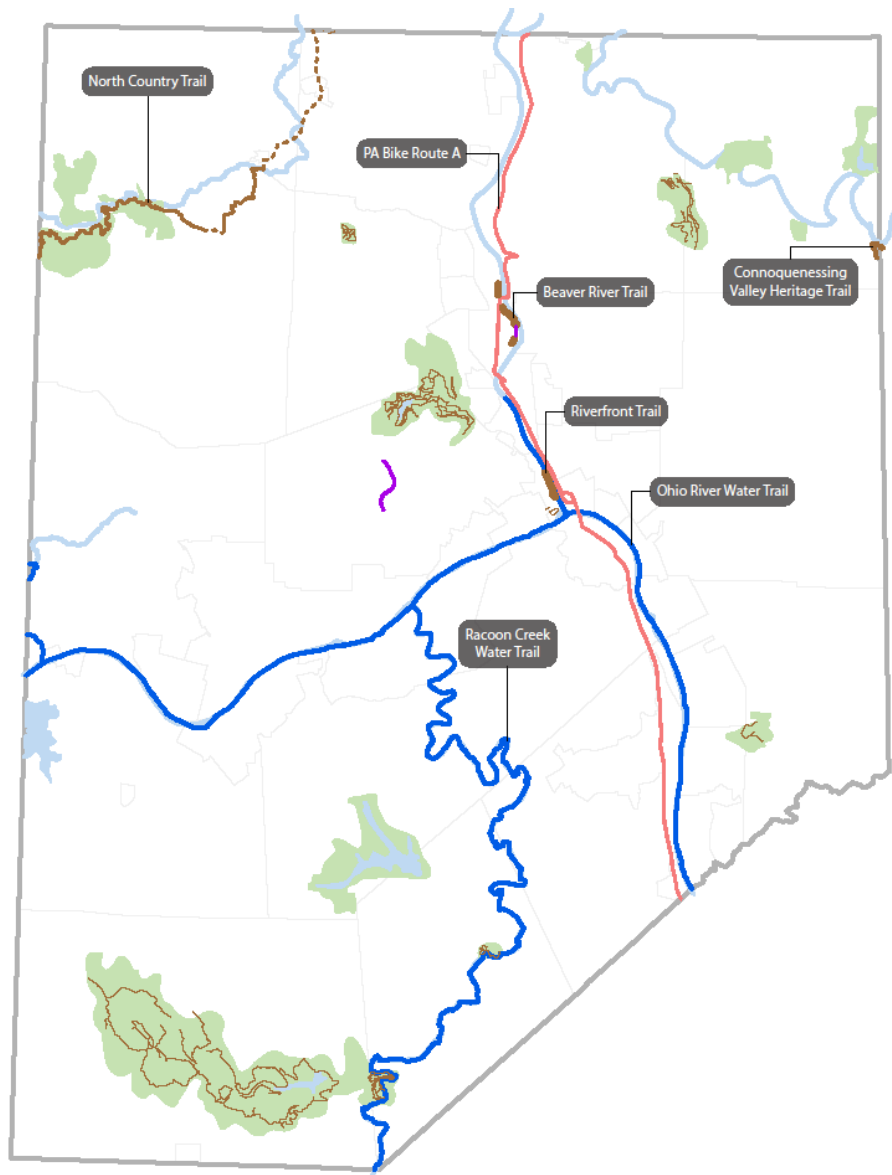 North Country Trail
PA Bike Route A
Connoquenessing
Valley Heritage Trail
Beaver River Trail
Riverfront Trail
Ohio River Water Trail
Racoon Creek
Water Trail